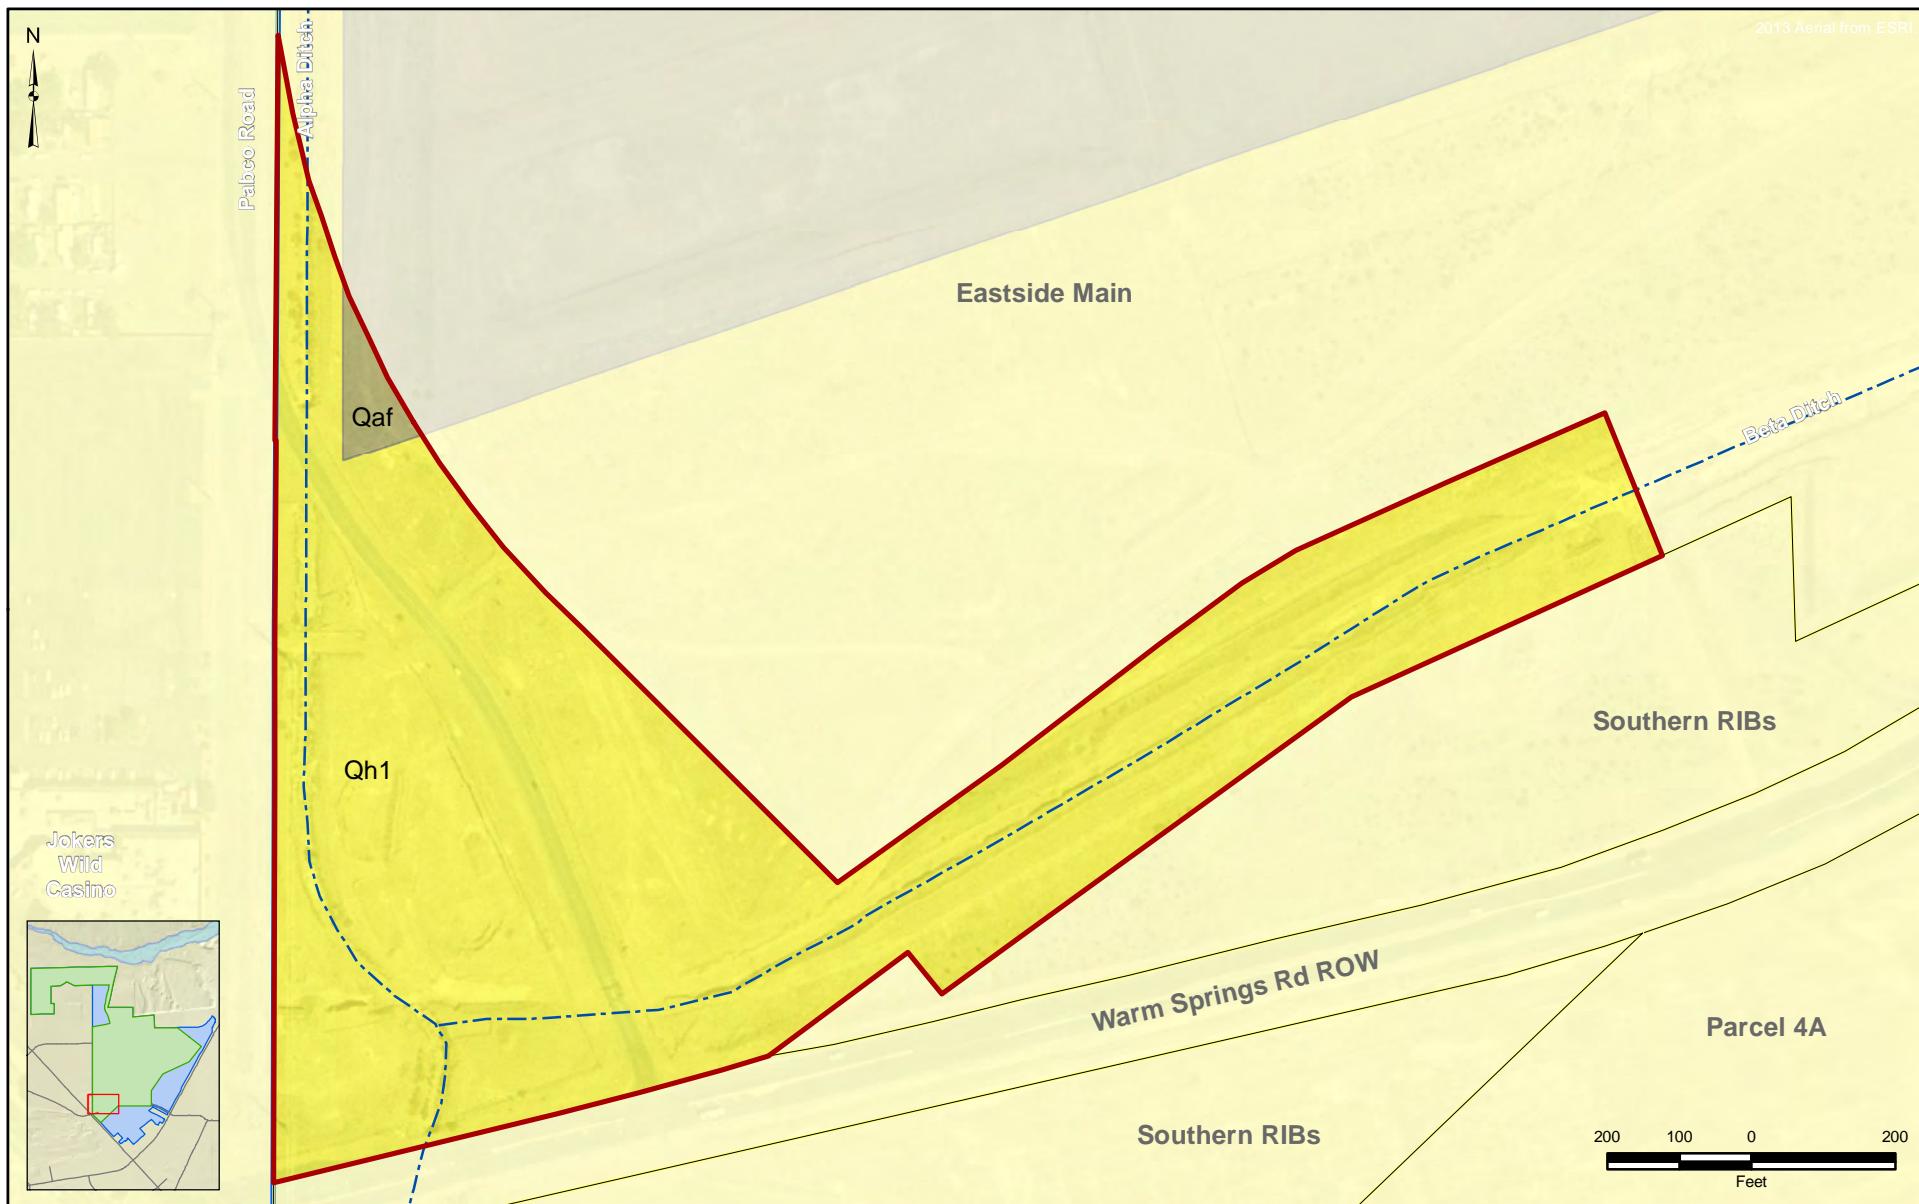 N
2013 Aerial from ESRI
Alpha Ditch
Pabco Road
Eastside Main
Qaf
Beta Ditch
Southern RIBs
Qh1
Jokers
Wild
Casino
Warm Springs Rd ROW
Parcel 4A
Southern RIBs
200 100 0 200
Feet